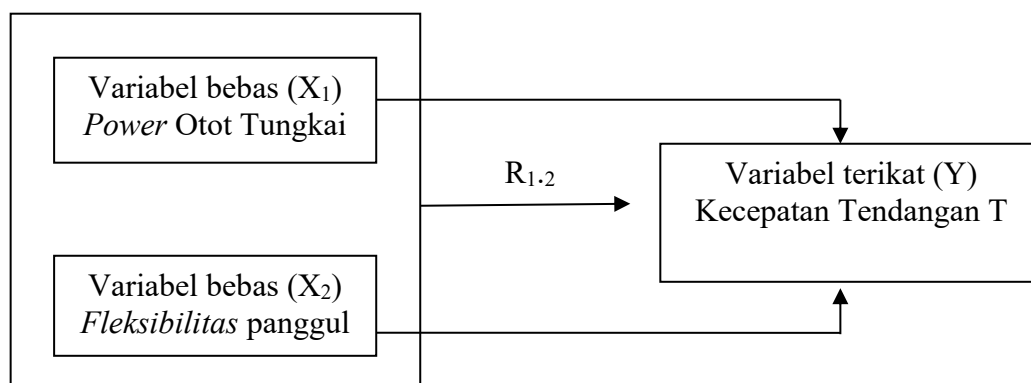 Variabel bebas (X₁)
Power Otot Tungkai
R₁.₂
Variabel terikat (Y)
Kecepatan Tendangan T
Variabel bebas (X₂)
Fleksibilitas panggul